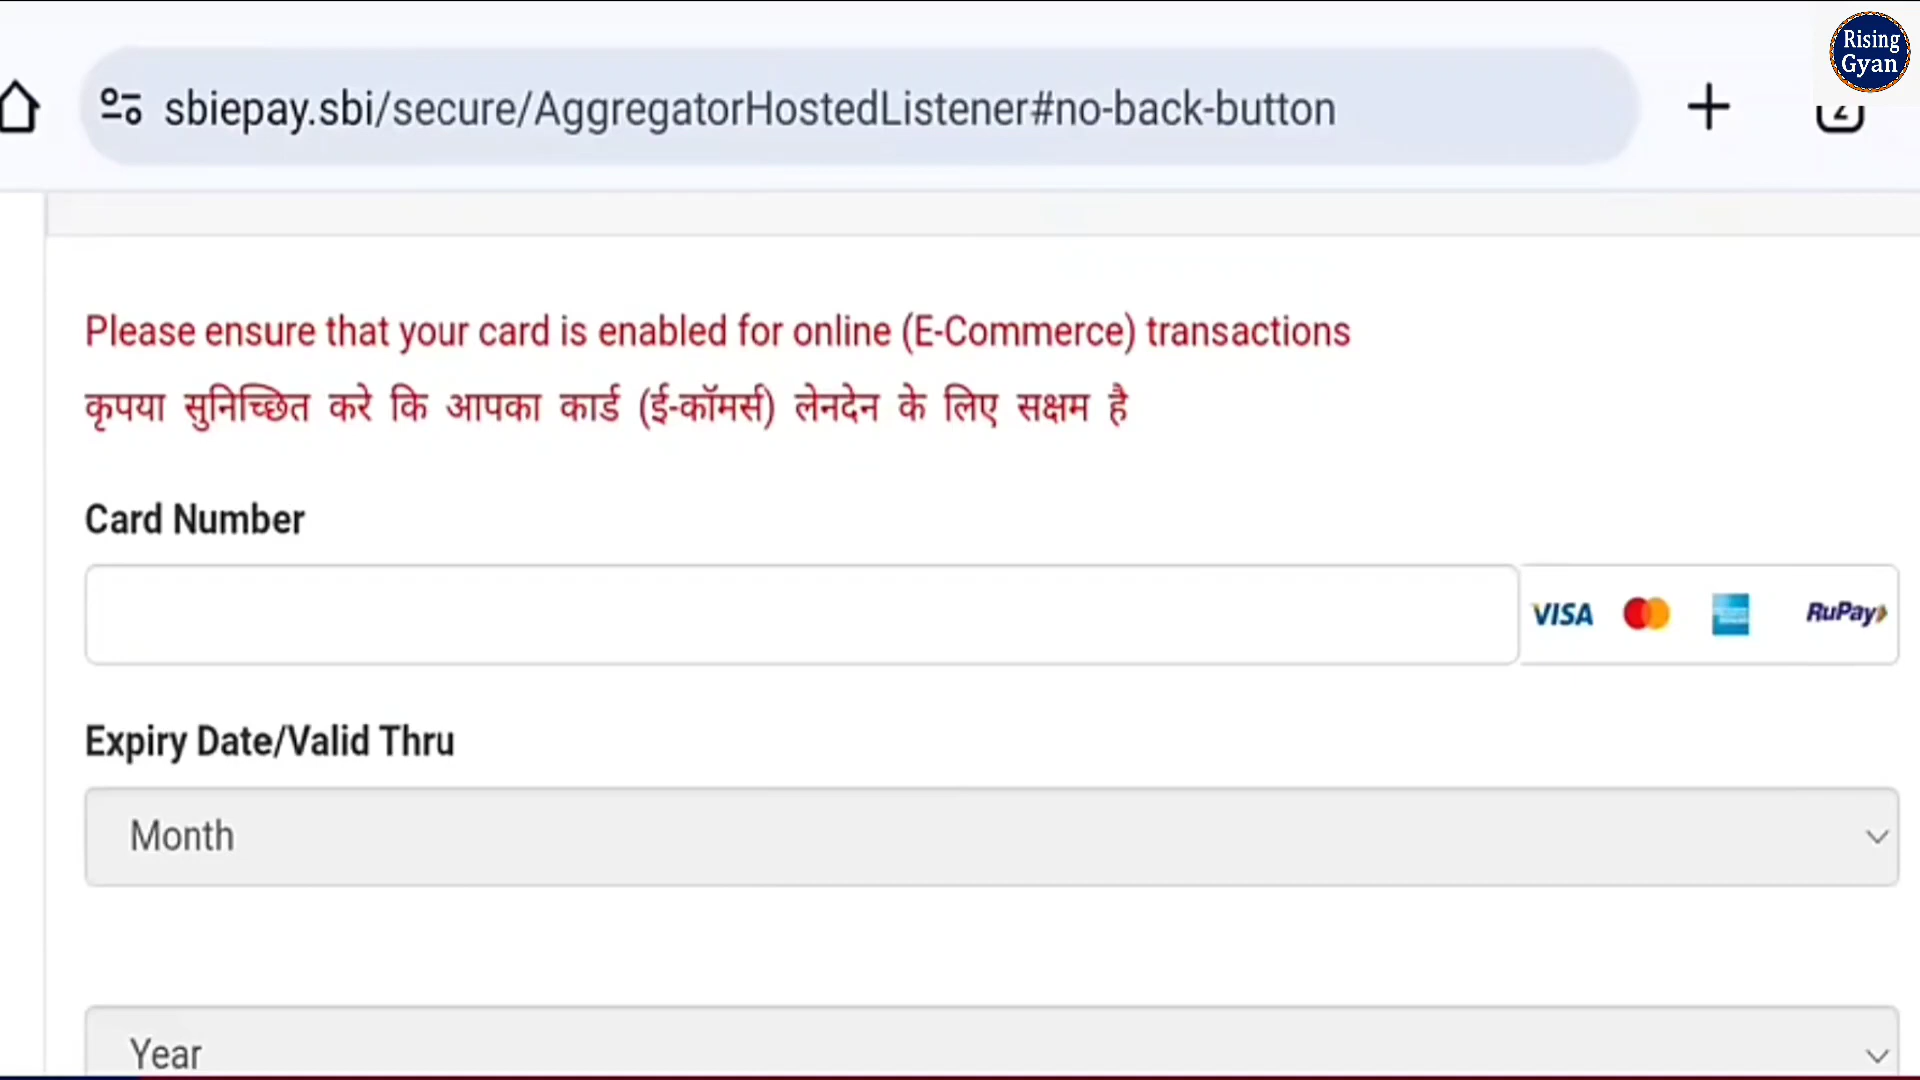 Rising
Gyan
sbiepay.sbi/secure/AggregatorHostedListener#no-back-button
2
Please ensure that your card is enabled for online (E-Commerce) transactions
कृपया सुनिच्छित करे कि आपका कार्ड (ई-कॉमर्स) लेनदेन के लिए सक्षम है
Card Number
VISA RuPay
Expiry Date/Valid Thru
Month
Year